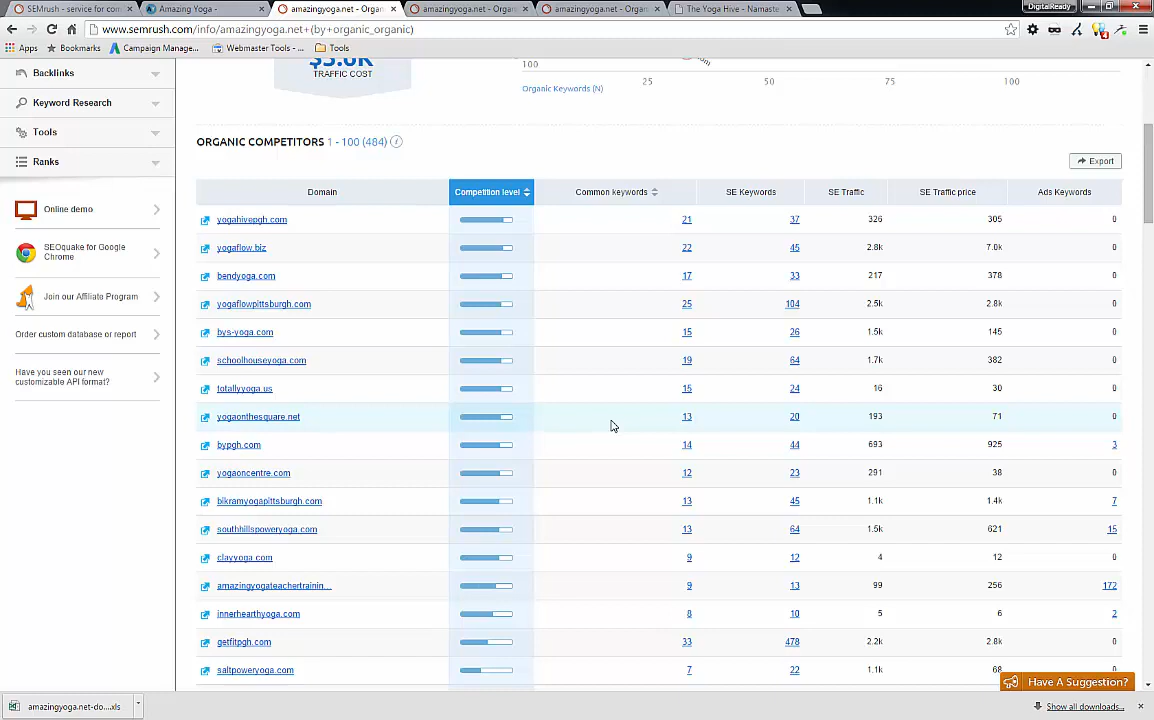 DigitalReady
SEMrush - service for com
Amazing Yoga -
amazingyoga.net - Organ
amazingyoga.net - Organ
amazingyoga.net - Organ
The Yoga Hive - Namaste
www.semrush.com/info/amazingyoga.net+(by+organic_organic)
Apps
Bookmarks
Campaign Manage...
Webmaster Tools - ...
Tools
Backlinks
Keyword Research
Tools
Ranks
Online demo
SEOquake for Google
Chrome
Join our Affiliate Program
Order custom database or report
Have you seen our new
customizable API format?
$3.0K
TRAFFIC COST
100
25 50 75 100
Organic Keywords (N)
ORGANIC COMPETITORS 1 - 100 (484)
Export
Domain Competition level Common keywords SE Keywords SE Traffic SE Traffic price Ads Keywords
yogahivepgh.com 21 37 326 305 0
yogaflow.biz 22 45 2.8k 7.0k 0
bendyoga.com 17 33 217 378 0
yogaflowpittsburgh.com 25 104 2.5k 2.8k 0
bys-yoga.com 15 26 1.5k 145 0
schoolhouseyoga.com 19 64 1.7k 382 0
totallyyoga.us 15 24 16 30 0
yogaonthesquare.net 13 20 193 71 0
bypgh.com 14 44 693 925 3
yogaoncentre.com 12 23 291 38 0
bikramyogapittsburgh.com 13 45 1.1k 1.4k 7
southhillspoweryoga.com 13 64 1.5k 621 15
clayyoga.com 9 12 4 12 0
amazingyogateachertrainin... 9 13 99 256 172
innerhearthyoga.com 8 10 5 6 2
getfitpgh.com 33 478 2.2k 2.8k 0
saltpoweryoga.com 7 22 1.1k 68 0
Have A Suggestion?
amazingyoga.net-do....xls
Show all downloads...